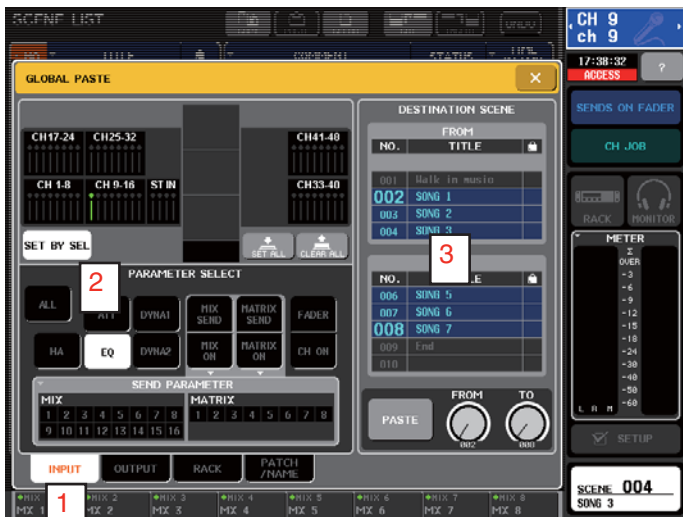 SCENE LIST
UNDO
CH 9
ch 9
NO.
TITLE
COMMENT
STATUS
17:38:32
ACCESS
?
GLOBAL PASTE
×
SENDS ON FADER
CH JOB
RACK
MONITOR
CH17-24
CH25-32
CH41-48
CH 1-8
CH 9-16
ST IN
CH33-40
SET BY SEL
SET ALL
CLEAR ALL
2
PARAMETER SELECT
ALL
ATT
DYNA1
MIX SEND
MATRIX SEND
FADER
HA
EQ
DYNA2
MIX ON
MATRIX ON
CH ON
SEND PARAMETER
MIX
MATRIX
1 2 3 4 5 6 7 8
1 2 3 4 5 6 7 8
9 10 11 12 13 14 15 16
DESTINATION SCENE
FROM
NO.
TITLE
001 Walk in music
002 SONG 1
003 SONG 2
004 SONG 3
3
NO.
006 SONG 5
007 SONG 6
008 SONG 7
009 End
010
PASTE
FROM
TO
002
008
METER
Σ
OVER
-3
-6
-9
-12
-15
-18
-24
-30
-40
-50
-60
L R M
SETUP
INPUT
OUTPUT
RACK
PATCH /NAME
1
MIX 1
MIX 2
MIX 3
MIX 4
MIX 5
MIX 6
MIX 7
MIX 8
MX 1
MX 2
MX 3
MX 4
MX 5
MX 6
MX 7
MX 8
SCENE 004
SONG 3